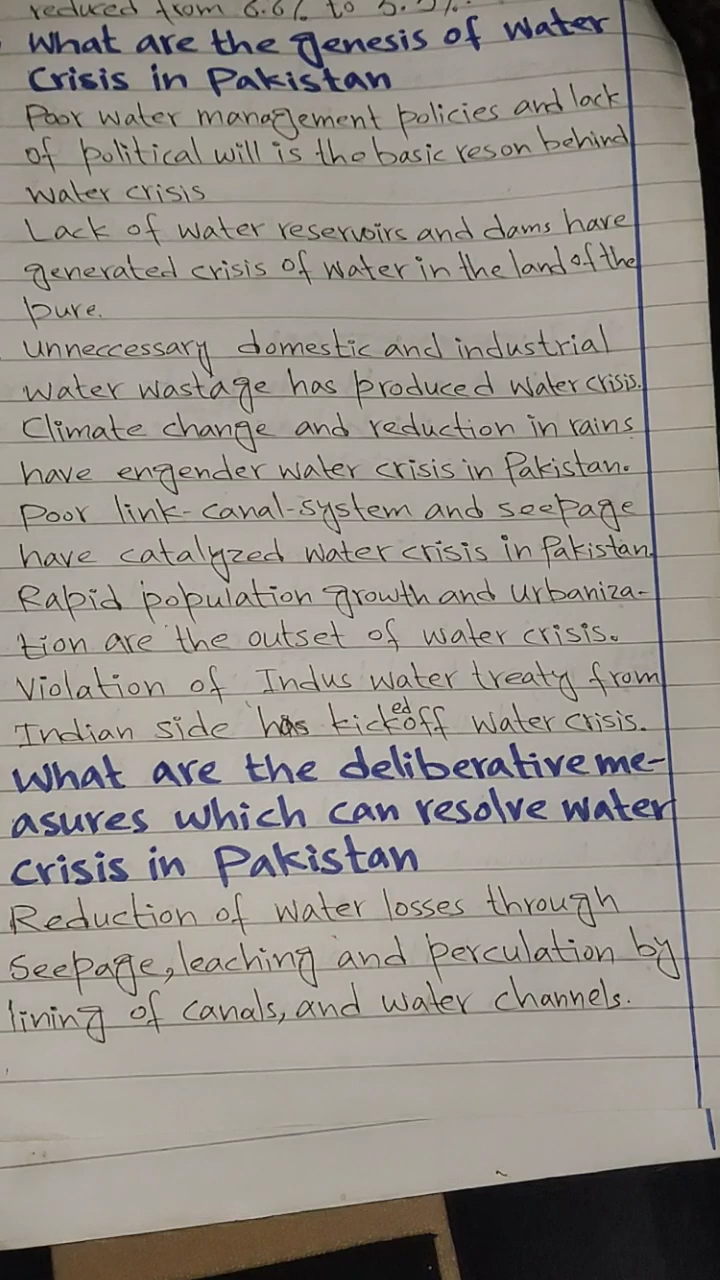 reduced from 6.6% to
What are the genesis of water
Crisis in Pakistan
Poor water management policies and lack
of political will is the basic reson behind
water crisis
Lack of water reservoirs and dams have
generated crisis of water in the land of the
pure.
unneccessary domestic and industrial
water wastage has produced water crisis.
Climate change and reduction in rains
have engender water crisis in Pakistan.
Poor link-canal-system and seepage
have catalyzed water crisis in Pakistan.
Rapid population growth and urbaniza-
tion are the outset of water crisis.
Violation of Indus water treaty from
Indian side has kickedoff water crisis.
What are the deliberative me-
asures which can resolve water
crisis in Pakistan
Reduction of water losses through
seepage, leaching and perculation by
lining of canals, and water channels.